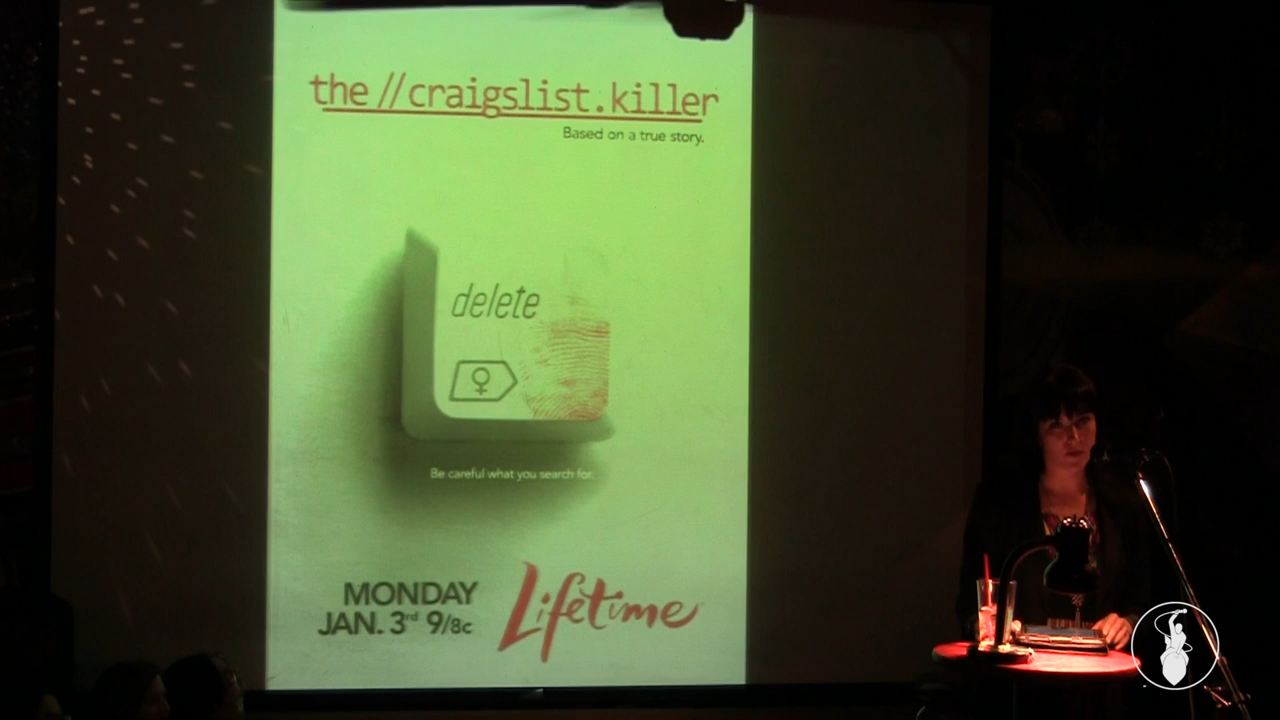 the//craigslist.killer
Based on a true story.
delete
Be careful what you search for.
MONDAY
JAN. 3rd 9/8c
Lifetime